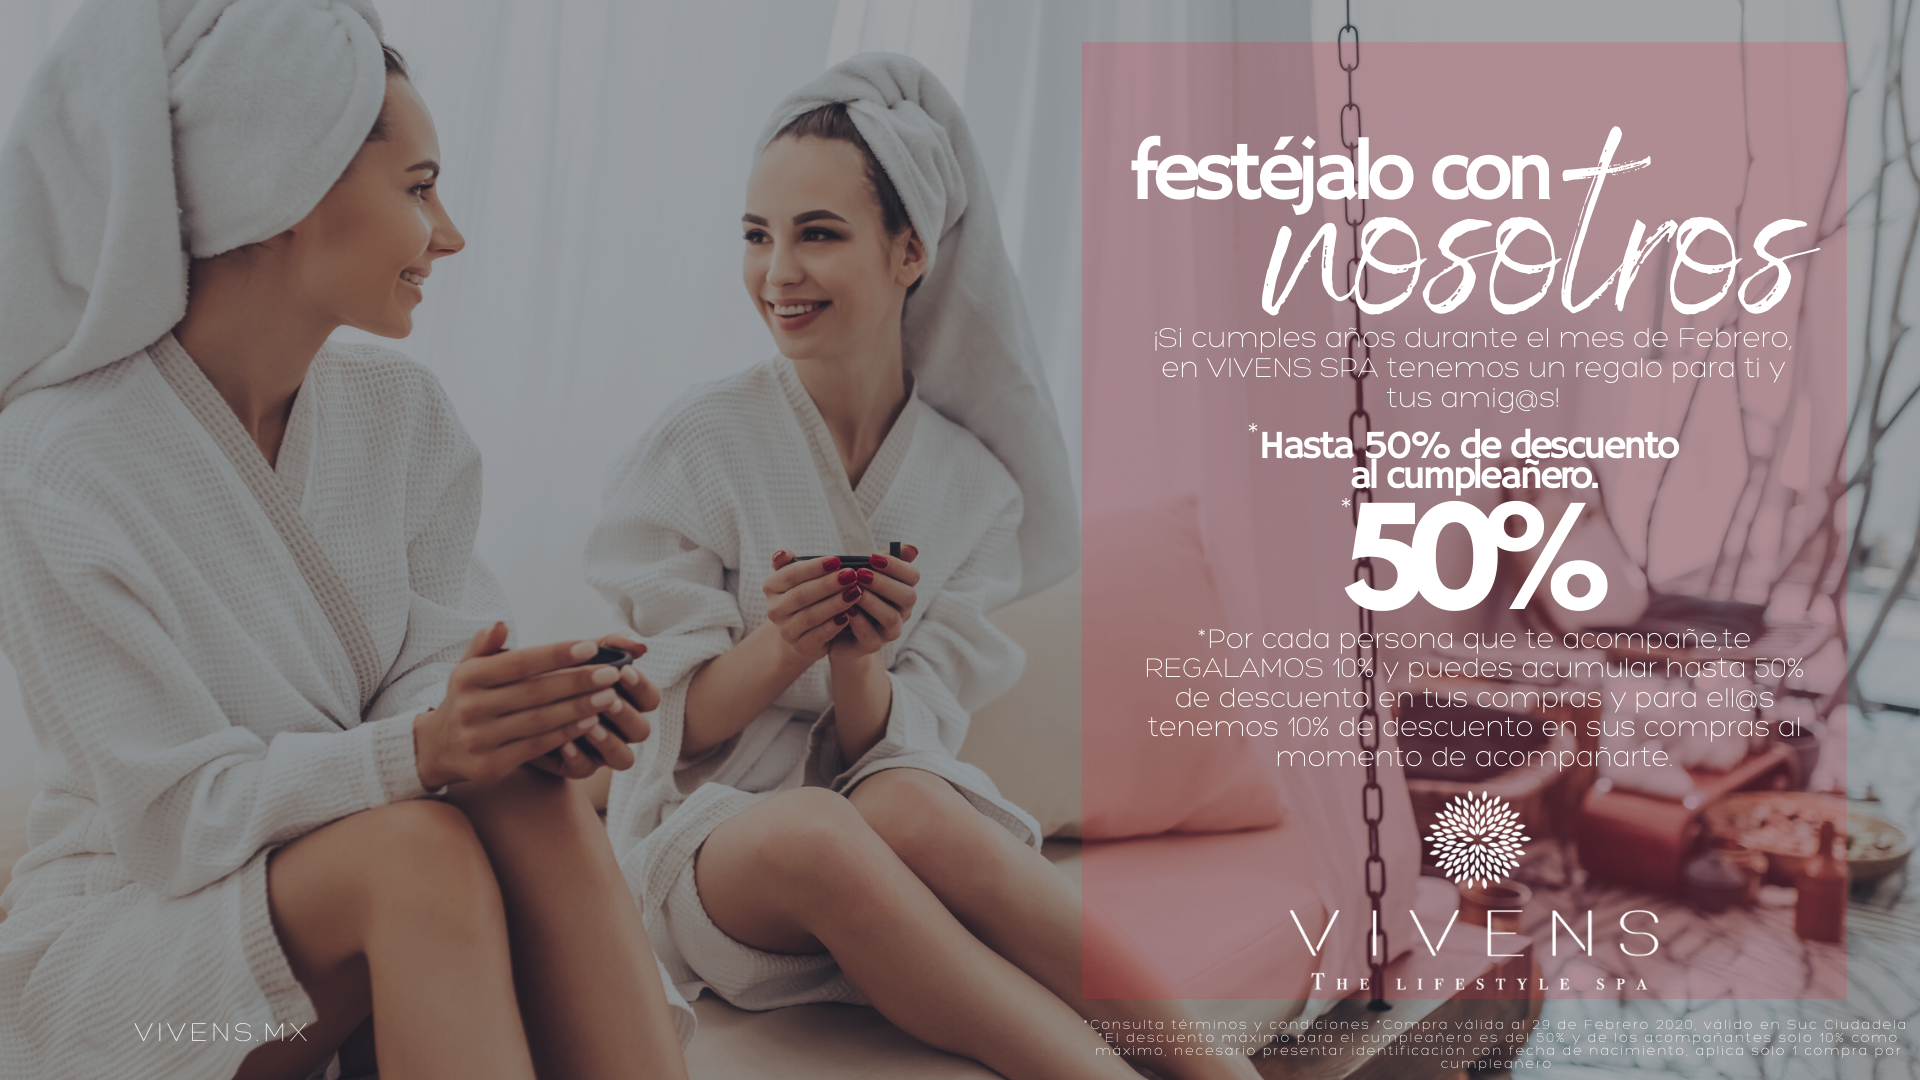 festéjalo con
nosotros
¡Si cumples años durante el mes de Febrero,
en VIVENS SPA tenemos un regalo para ti y
tus amig@s!
*Hasta 50% de descuento
al cumpleañero.
*50%
*Por cada persona que te acompañe,te
REGALAMOS 10% y puedes acumular hasta 50%
de descuento en tus compras y para ell@s
tenemos 10% de descuento en sus compras al
momento de acompañarte.
VIVENS
THE LIFESTYLE SPA
VIVENS.MX
*Consulta términos y condiciones *Compra válida al 29 de Febrero 2020, válido en Suc Ciudadela
*El descuento máximo para el cumpleañero es del 50% y de los acompañantes sólo 10% como
máximo, necesario presentar identificación con fecha de nacimiento, aplica solo 1 compra por
cumpleañero